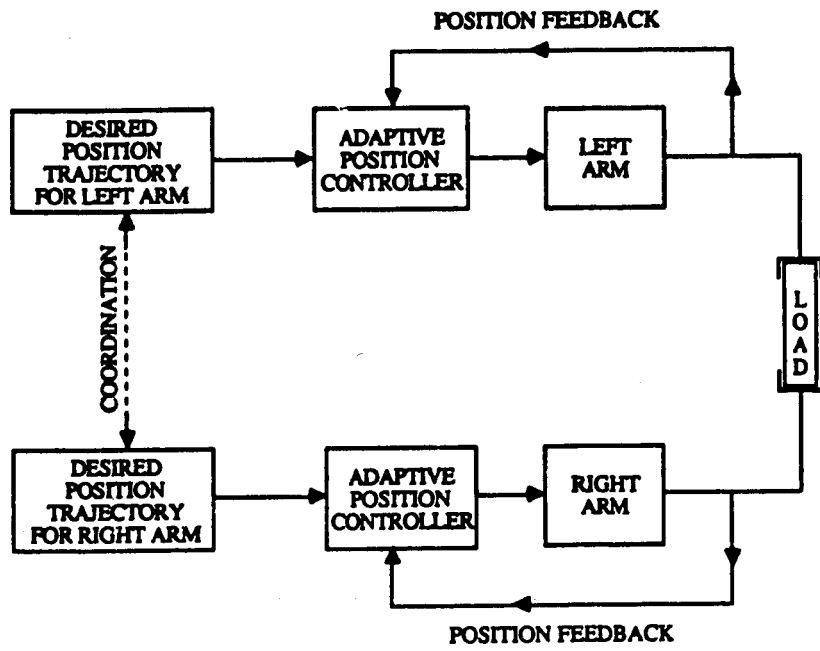 POSITION FEEDBACK
DESIRED
POSITION
TRAJECTORY
FOR LEFT ARM
ADAPTIVE
POSITION
CONTROLLER
LEFT
ARM
COORDINATION
LOAD
DESIRED
POSITION
TRAJECTORY
FOR RIGHT ARM
ADAPTIVE
POSITION
CONTROLLER
RIGHT
ARM
POSITION FEEDBACK